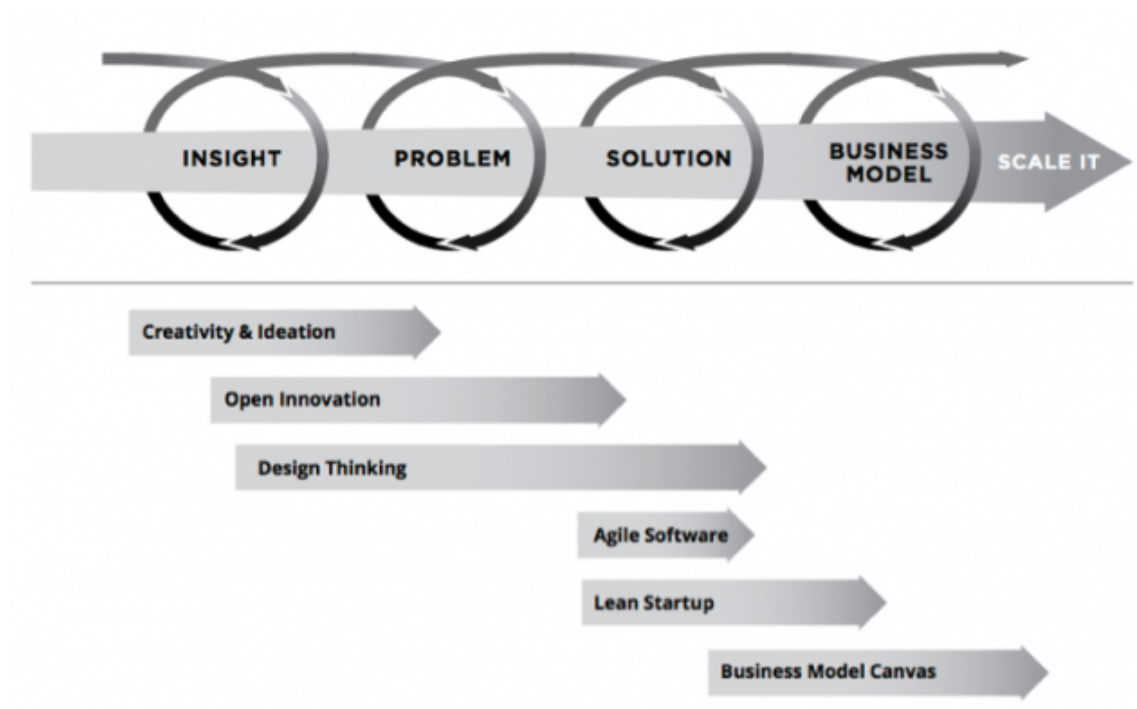 INSIGHT
PROBLEM
SOLUTION
BUSINESS
MODEL
SCALE IT
Creativity & Ideation
Open Innovation
Design Thinking
Agile Software
Lean Startup
Business Model Canvas